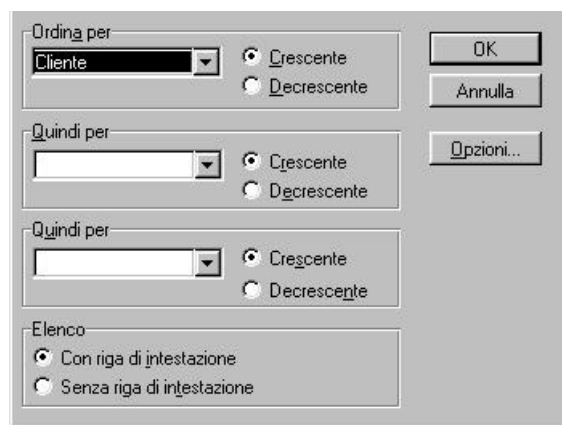 Ordina per
Cliente
Crescente
Decrescente
OK
Annulla
Opzioni...
Quindi per
Crescente
Decrescente
Quindi per
Crescente
Decrescente
Elenco
Con riga di intestazione
Senza riga di intestazione